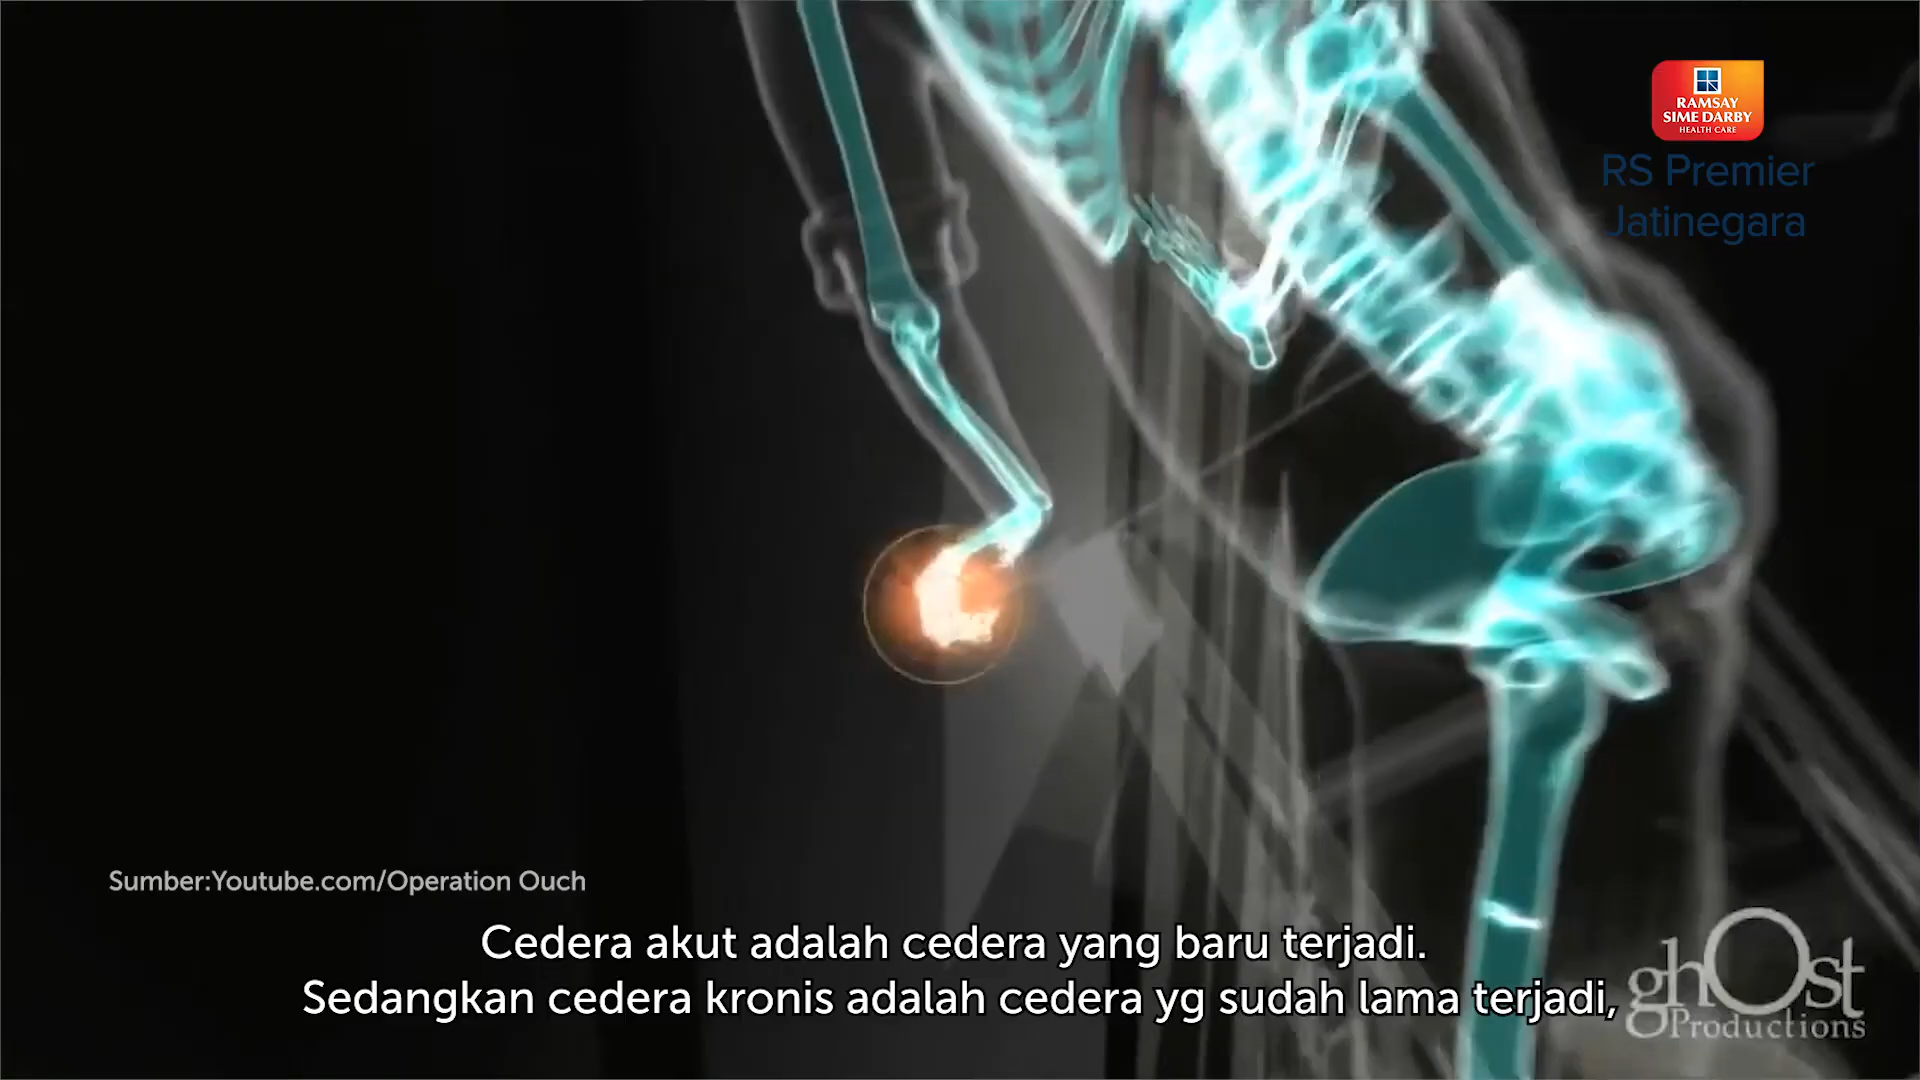 RAMSAY
SIME DARBY
HEALTH CARE
RS Premier
Jatinegara
Sumber:Youtube.com/Operation Ouch
Cedera akut adalah cedera yang baru terjadi.
Sedangkan cedera kronis adalah cedera yg sudah lama terjadi,
ghOst
Productions